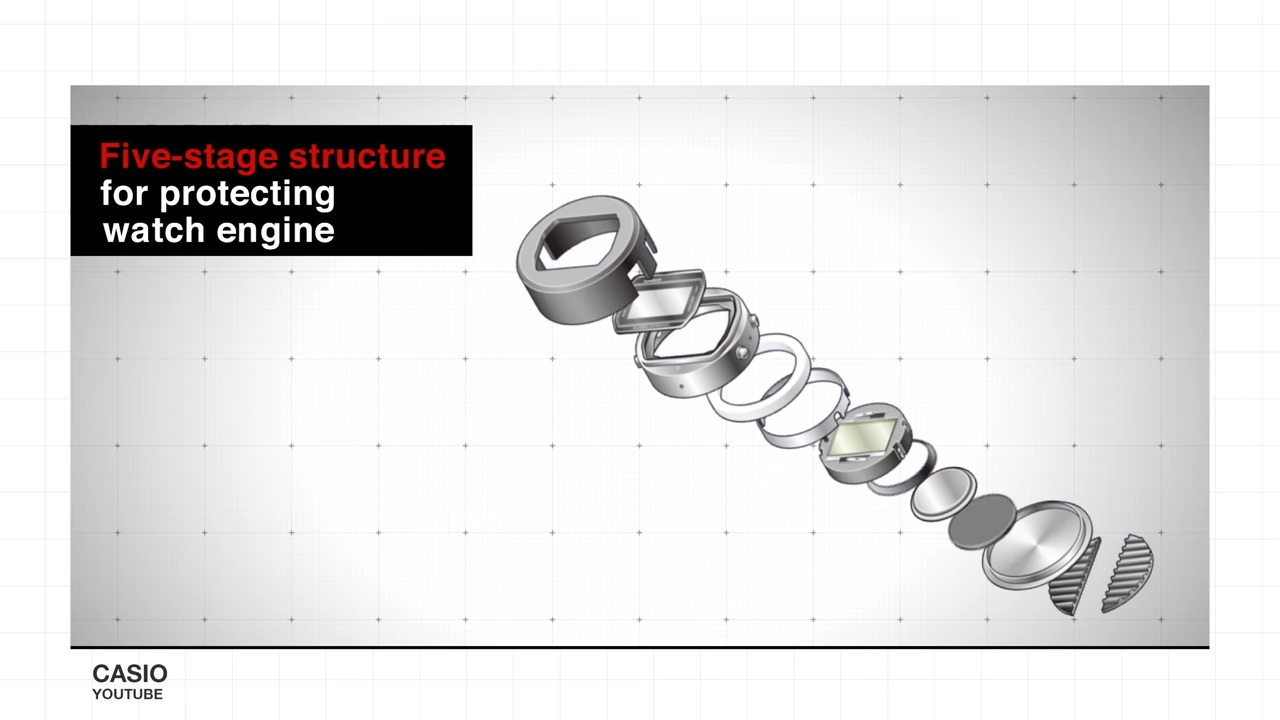 Five-stage structure
for protecting
watch engine
CASIO
YOUTUBE